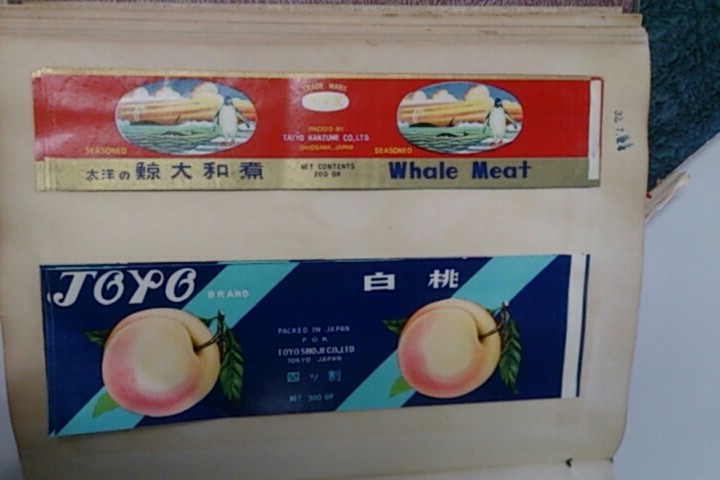 TRADE MARK
PACKED BY
TAIYO KANZUME CO., LTD.
SHIOGAMA, JAPAN
SEASONED
SEASONED
太洋の鯨大和煮
NET CONTENTS
200 GR
Whale Meat
TOYO BRAND
白桃
PACKED IN JAPAN
FOR
TOYO SHOJI CO., LTD
TOKYO JAPAN
四ッ割
NET 300 GR